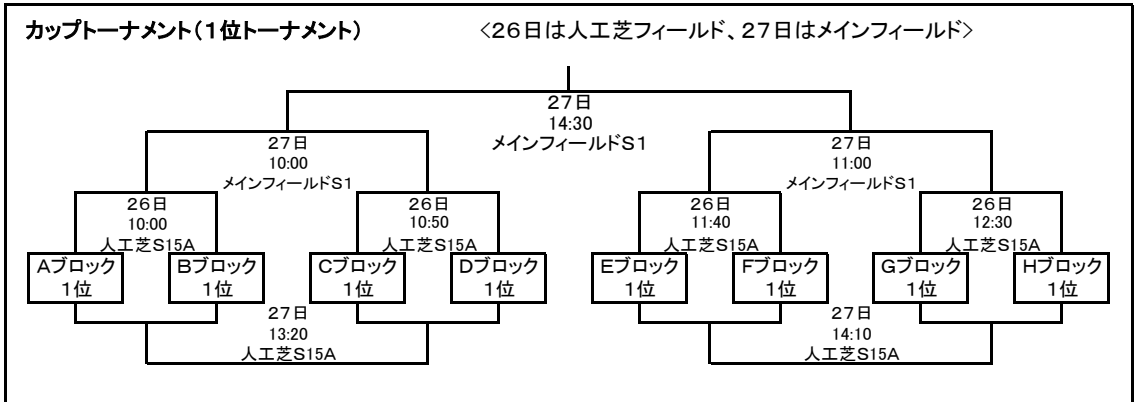 カップトーナメント（１位トーナメント） ＜２６日は人工芝フィールド、２７日はメインフィールド＞
２７日
14:30
メインフィールドＳ１
２７日 ２７日
10:00 11:00
メインフィールドＳ１ メインフィールドＳ１
２６日 ２６日 ２６日 ２６日
10:00 10:50 11:40 12:30
人工芝S15A 人工芝S15A 人工芝S15A 人工芝S15A
Aブロック Bブロック Cブロック Dブロック Eブロック Fブロック Gブロック Hブロック
１位 １位 １位 １位 １位 １位 １位 １位
２７日 ２７日
13:20 14:10
人工芝S15A 人工芝S15A